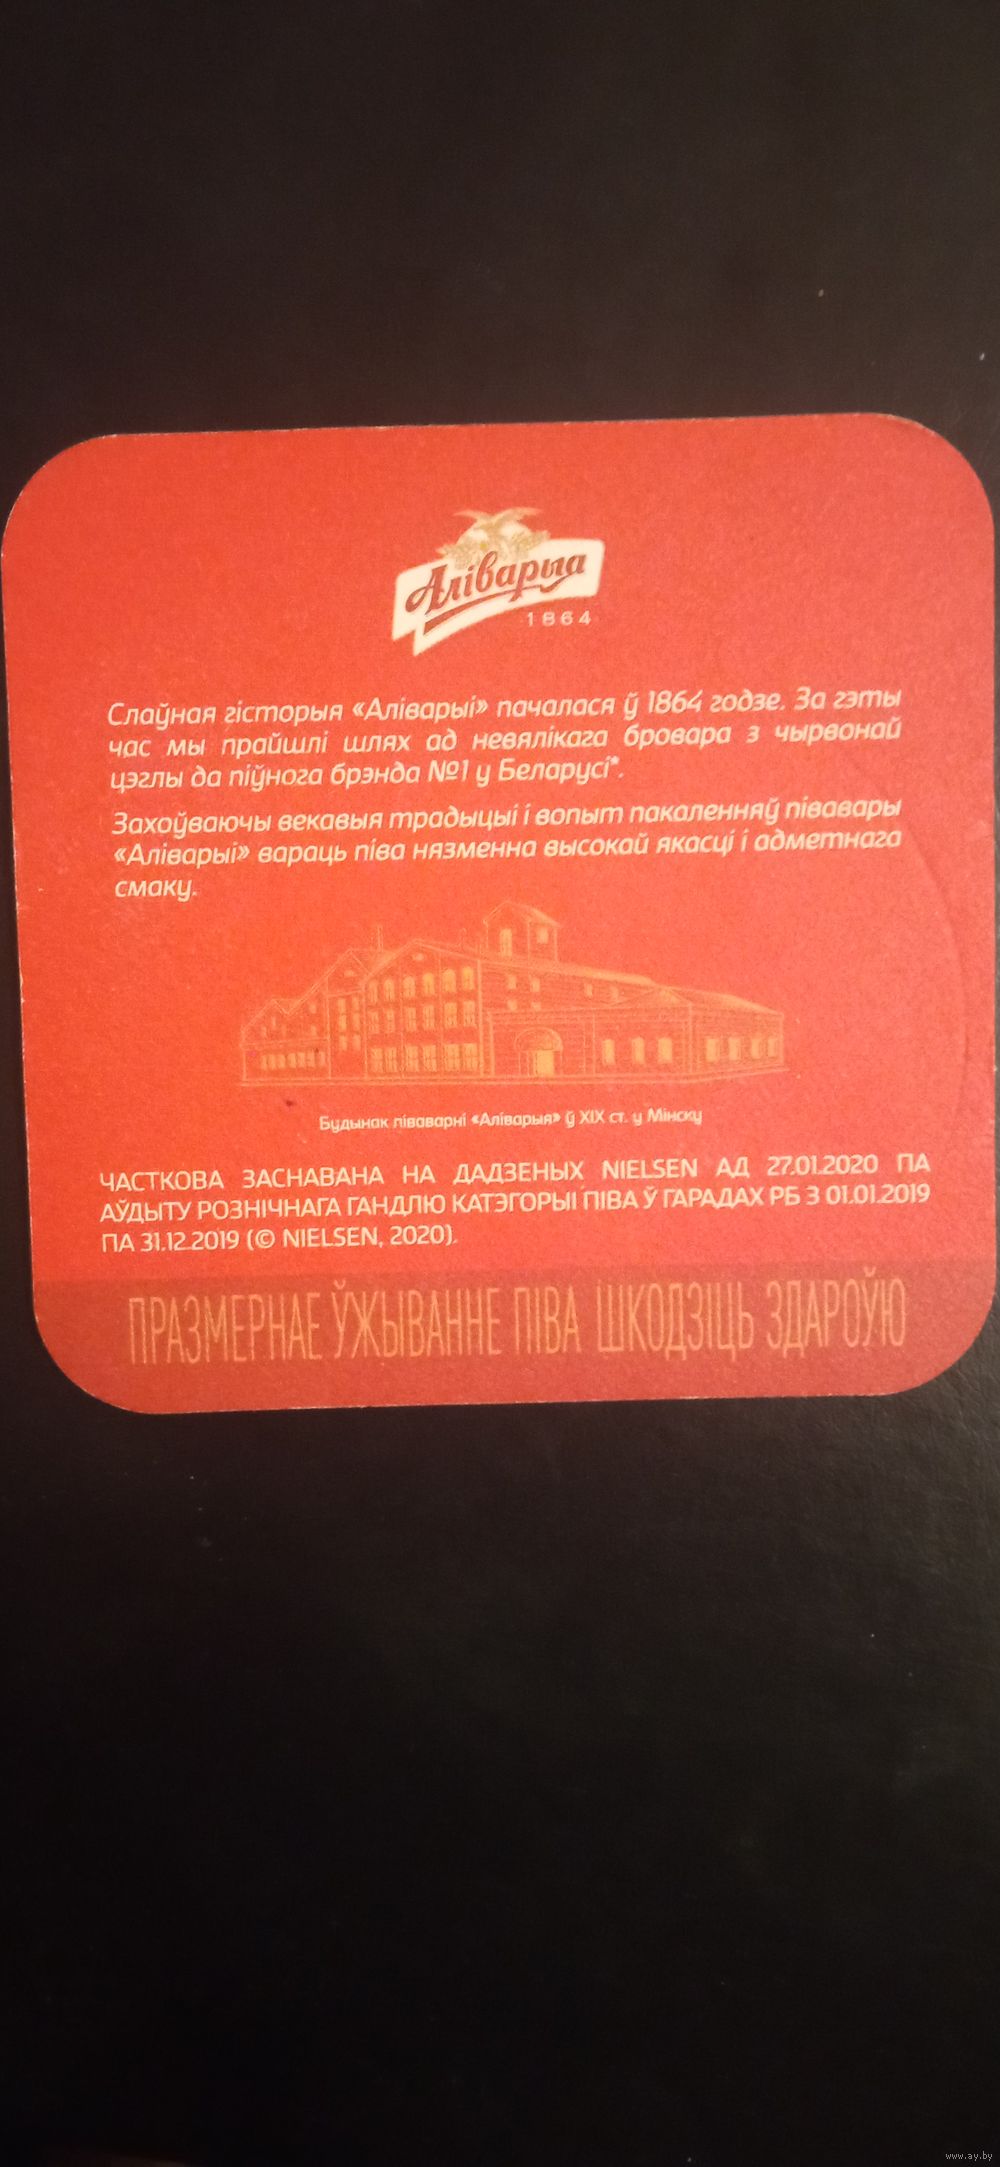 Аліварыя
1864
Слаўная гісторыя «Аліварыі» пачалася ў 1864 годзе. За гэты
час мы прайшлі шлях ад невялікага бровара з чырвонай
цэглы да піўнога брэнда №1 у Беларусі*.
Захоўваючы векавыя традыцыі і вопыт пакаленняў півавары
«Аліварыі» вараць піва нязменна высокай якасці і адметнага
смаку.
Будынак піваварні «Аліварыя» ў XIX ст. у Мінску
ЧАСТКОВА ЗАСНАВАНА НА ДАДЗЕНЫХ NIELSEN АД 27.01.2020 ПА
АЎДЫТУ РОЗНІЧНАГА ГАНДЛЮ КАТЭГОРЫІ ПІВА Ў ГАРАДАХ РБ З 01.01.2019
ПА 31.12.2019 (© NIELSEN, 2020).
ПРАЗМЕРНАЕ ЎЖЫВАННЕ ПІВА ШКОДЗІЦЬ ЗДАРОЎЮ
www.ay.by